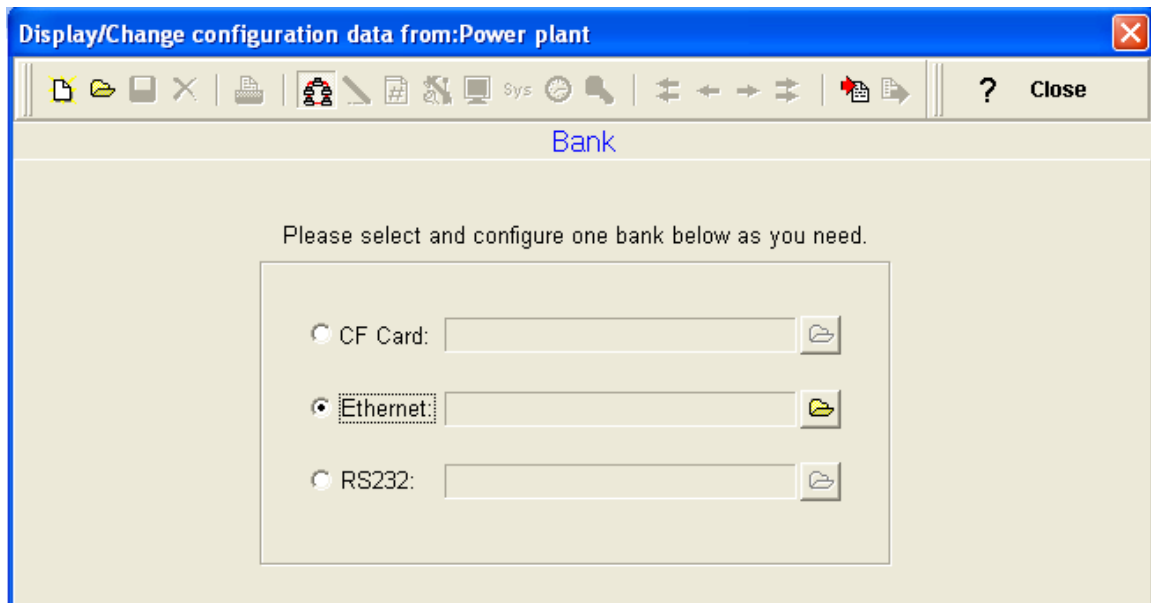 Display/Change configuration data from:Power plant
# Sys ? Close
Bank
Please select and configure one bank below as you need.
CF Card:
Ethernet:
RS232: